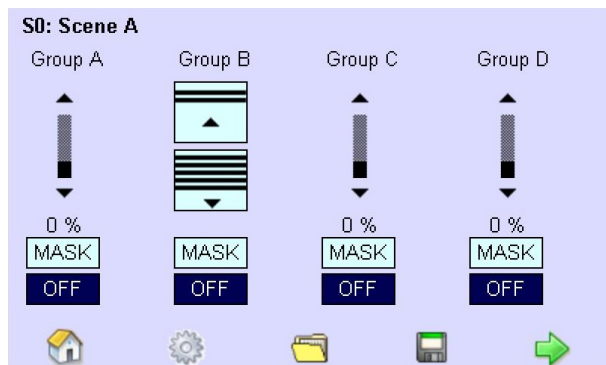 S0: Scene A
Group A Group B Group C Group D
0 % 0 % 0 %
MASK MASK MASK MASK
OFF OFF OFF OFF